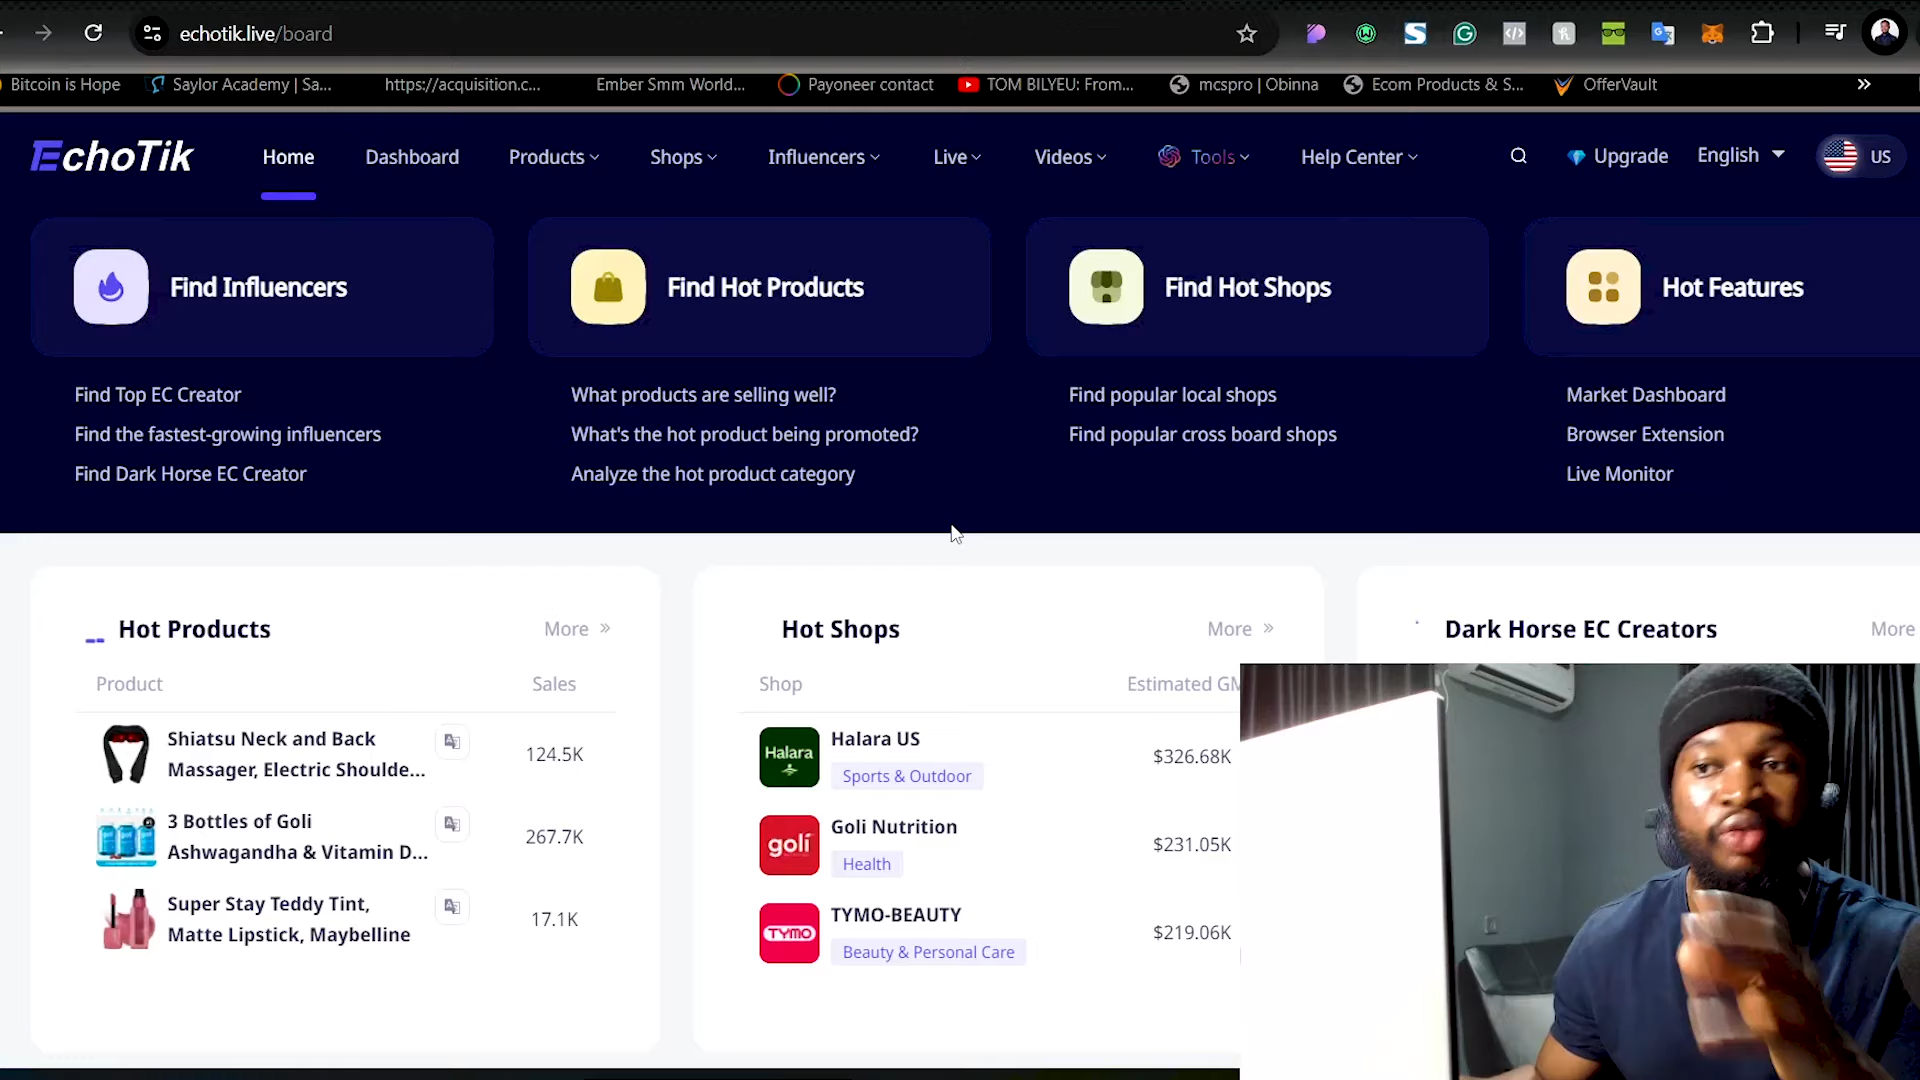 echotik.live/board
Bitcoin is Hope
Saylor Academy | Sa...
https://acquisition.c...
Ember Smm World...
Payoneer contact
TOM BILYEU: From...
mcspro | Obinna
Ecom Products & S...
OfferVault
EchoTik
Home
Dashboard
Products
Shops
Influencers
Live
Videos
Tools
Help Center
Upgrade
English
US
Find Influencers
Find Hot Products
Find Hot Shops
Hot Features
Find Top EC Creator
What products are selling well?
Find popular local shops
Market Dashboard
Find the fastest-growing influencers
What's the hot product being promoted?
Find popular cross board shops
Browser Extension
Find Dark Horse EC Creator
Analyze the hot product category
Live Monitor
Hot Products
More
Product
Sales
Shiatsu Neck and Back
Massager, Electric Shoulde...
124.5K
3 Bottles of Goli
Ashwagandha & Vitamin D...
267.7K
Super Stay Teddy Tint,
Matte Lipstick, Maybelline
17.1K
Hot Shops
More
Shop
Estimated GM
Halara
Halara US
Sports & Outdoor
$326.68K
goli
Goli Nutrition
Health
$231.05K
TYMO
TYMO-BEAUTY
Beauty & Personal Care
$219.06K
Dark Horse EC Creators
More